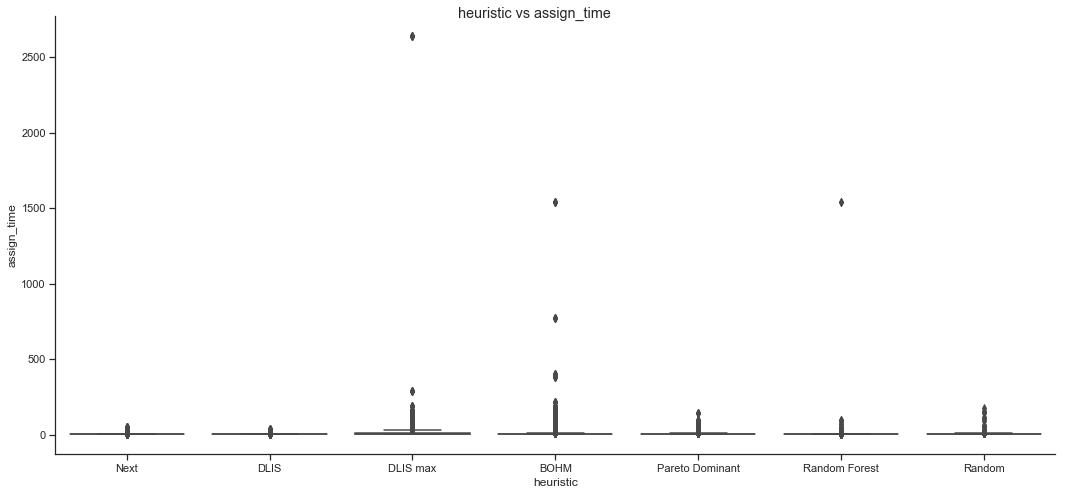 heuristic vs assign_time
2500
2000
1500
1000
500
0
assign_time
Next DLIS DLIS max BOHM Pareto Dominant Random Forest Random
heuristic